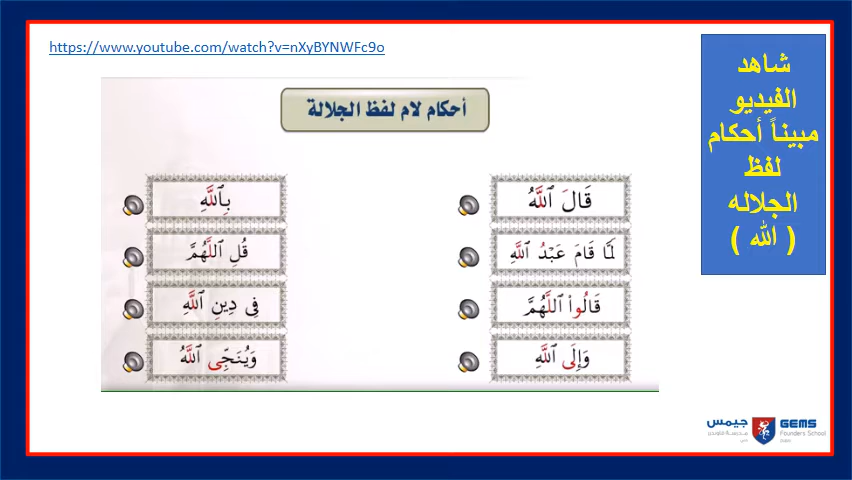 https://www.youtube.com/watch?v=nXyBYNWFc9o
شاهد
الفيديو
مبيناً أحكام
لفظ
الجلاله
( الله )
أحكام لام لفظ الجلالة
قَالَ ٱللَّهُ
لَمَّا قَامَ عَبْدُ ٱللَّهِ
قَالُوا۟ ٱللَّهُمَّ
وَإِلَى ٱللَّهِ
بِٱللَّهِ
قُلِ ٱللَّهُمَّ
فِى دِينِ ٱللَّهِ
وَيُنَجِّى ٱللَّهُ
جيمس
GEMS
Founders School
Dubai